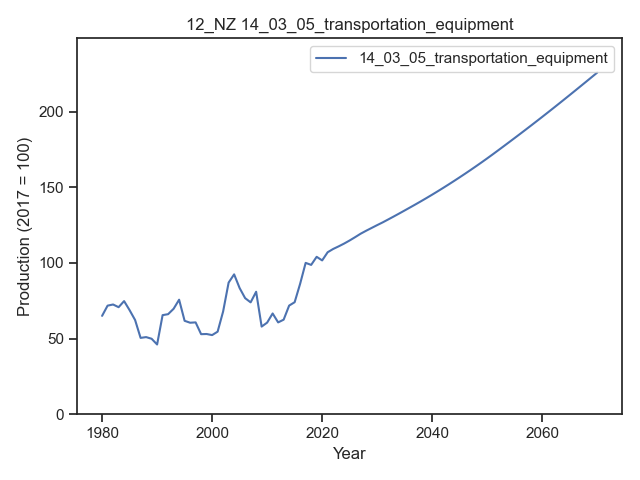 12_NZ 14_03_05_transportation_equipment
14_03_05_transportation_equipment
Production (2017 = 100)
200
150
100
50
0
1980 2000 2020 2040 2060
Year